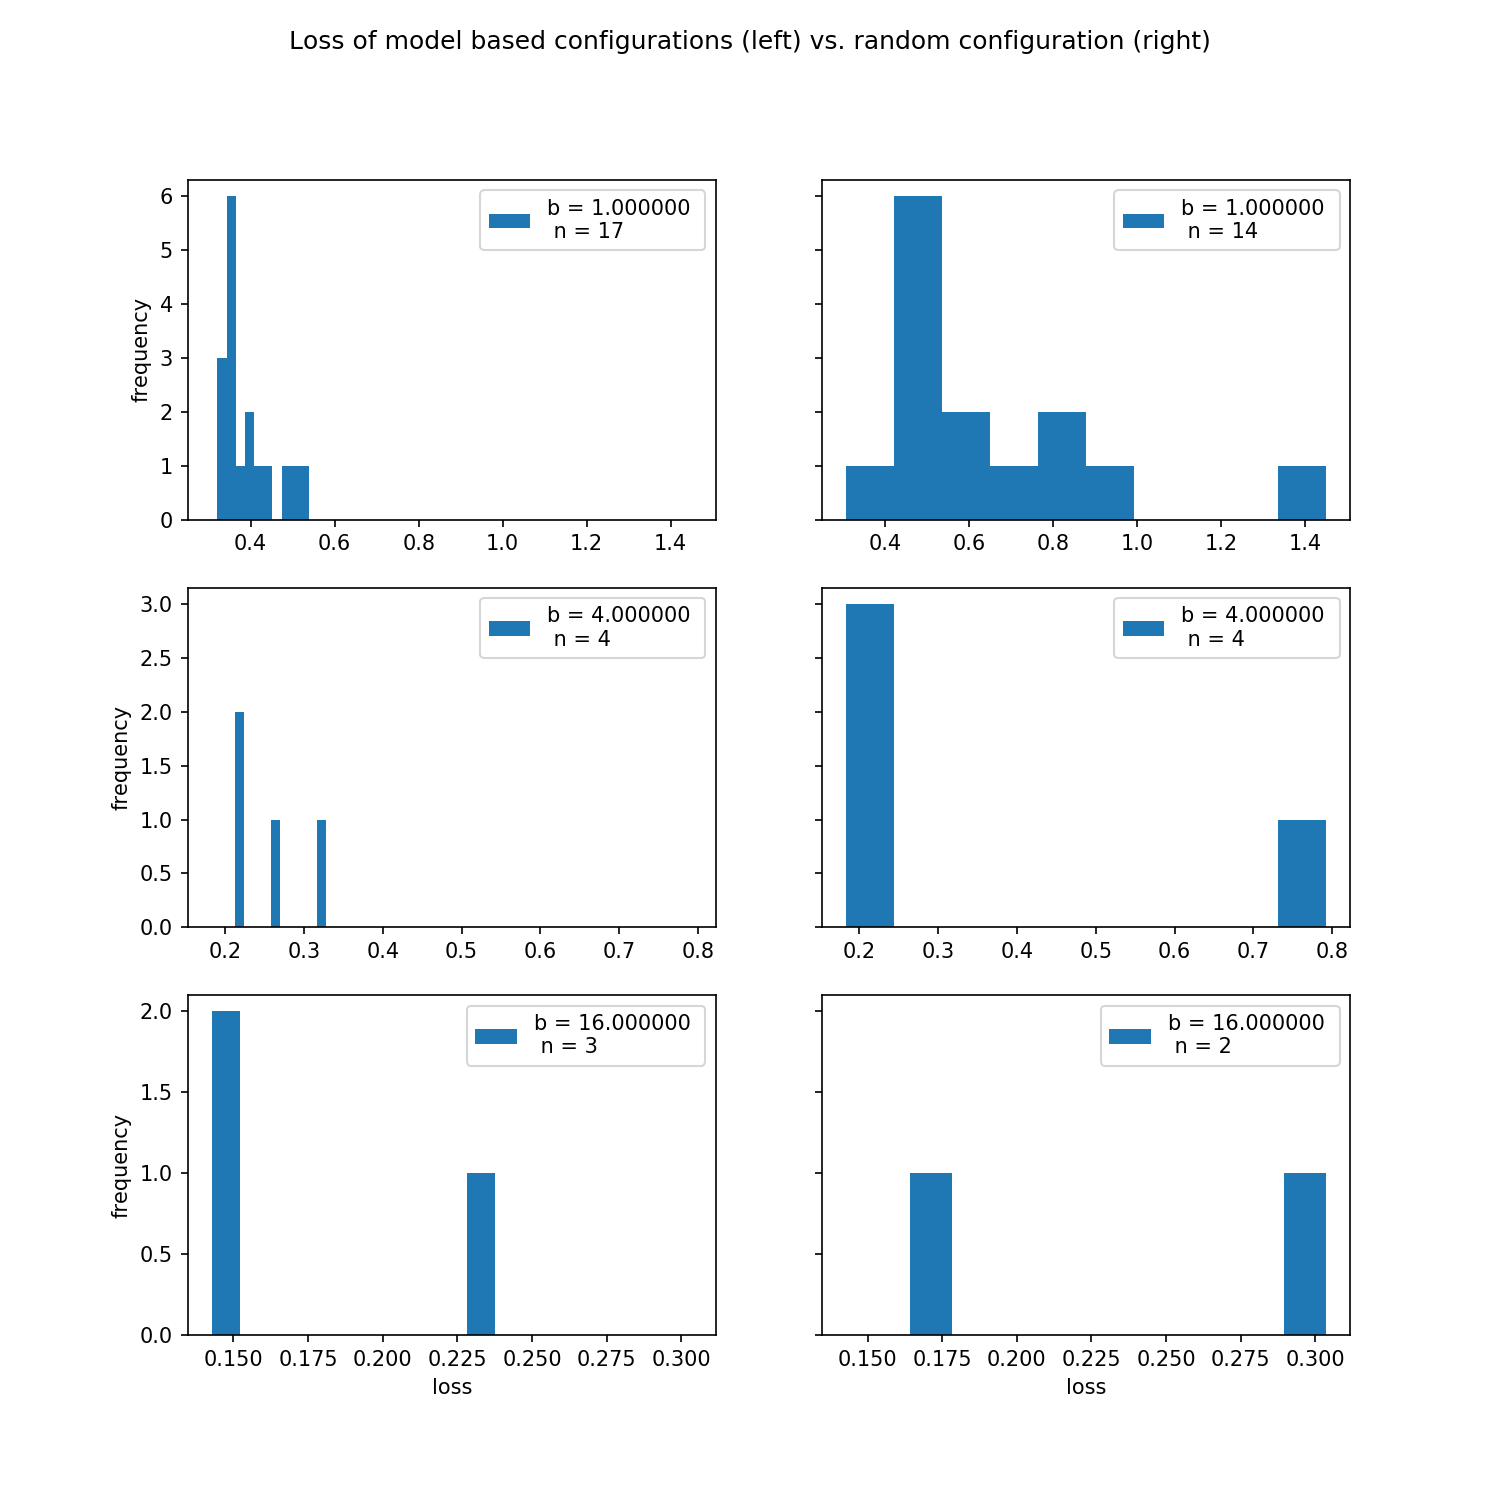 Loss of model based configurations (left) vs. random configuration (right)
frequency
6
5
4
3
2
1
0
b = 1.000000
n = 17
0.4 0.6 0.8 1.0 1.2 1.4
b = 1.000000
n = 14
0.4 0.6 0.8 1.0 1.2 1.4
frequency
3.0
2.5
2.0
1.5
1.0
0.5
0.0
b = 4.000000
n = 4
0.2 0.3 0.4 0.5 0.6 0.7 0.8
b = 4.000000
n = 4
0.2 0.3 0.4 0.5 0.6 0.7 0.8
frequency
2.0
1.5
1.0
0.5
0.0
b = 16.000000
n = 3
0.150 0.175 0.200 0.225 0.250 0.275 0.300
loss
b = 16.000000
n = 2
0.150 0.175 0.200 0.225 0.250 0.275 0.300
loss